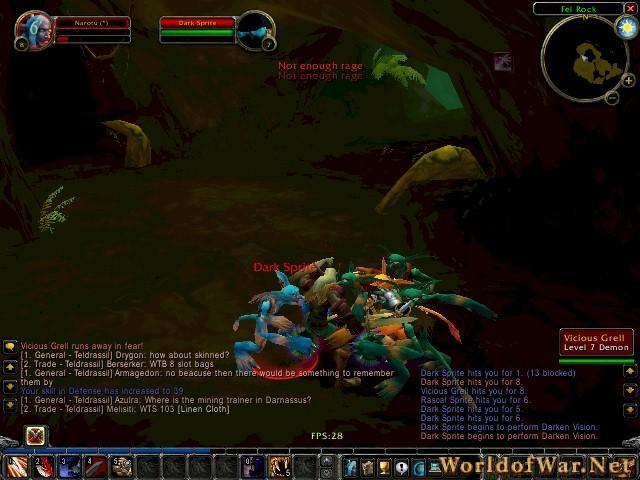 Narotu (*)
Dark Sprite
Fel Rock
N
8
7
Not enough rage
Not enough rage
Dark Sprite
Vicious Grell
Level 7 Demon
Vicious Grell runs away in fear!
[1. General - Teldrassil] Drygon: how about skinned?
[2. Trade - Teldrassil] Berserker: WTB 8 slot bags
[1. General - Teldrassil] Armagedon: no beacuse then there would be something to remember
them by
Your skill in Defense has increased to 39
[1. General - Teldrassil] Azulra: Where is the mining trainer in Darnassus?
[2. Trade - Teldrassil] Melisiti: WTS 103 [Linen Cloth]
Dark Sprite hits you for 1. (13 blocked)
Dark Sprite hits you for 8.
Vicious Grell hits you for 8.
Rascal Sprite hits you for 6.
Dark Sprite hits you for 5.
Dark Sprite hits you for 6.
Dark Sprite begins to perform Darken Vision.
Dark Sprite begins to perform Darken Vision.
FPS:28
WorldofWar.Net